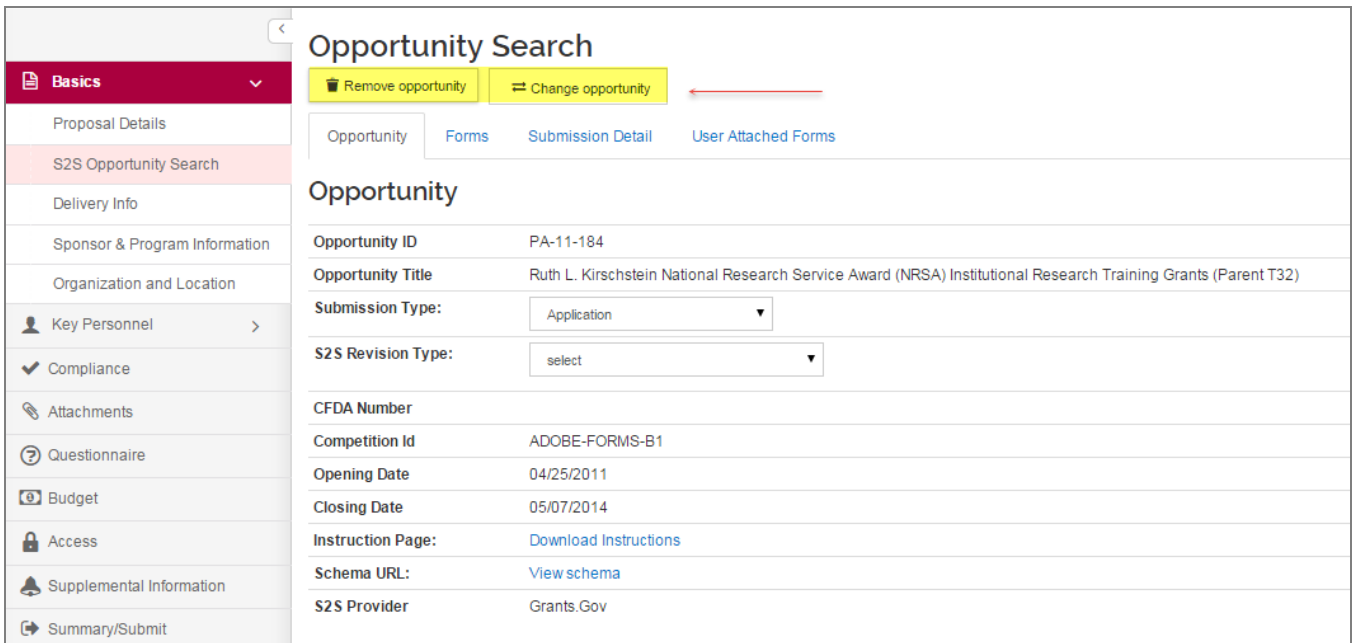 Basics
Proposal Details
S2S Opportunity Search
Delivery Info
Sponsor & Program Information
Organization and Location
Key Personnel
Compliance
Attachments
Questionnaire
Budget
Access
Supplemental Information
Summary/Submit
Opportunity Search
Remove opportunity Change opportunity
Opportunity Forms Submission Detail User Attached Forms
Opportunity
Opportunity ID PA-11-184
Opportunity Title Ruth L. Kirschstein National Research Service Award (NRSA) Institutional Research Training Grants (Parent T32)
Submission Type: Application
S2S Revision Type: select
CFDA Number
Competition Id ADOBE-FORMS-B1
Opening Date 04/25/2011
Closing Date 05/07/2014
Instruction Page: Download Instructions
Schema URL: View schema
S2S Provider Grants.Gov